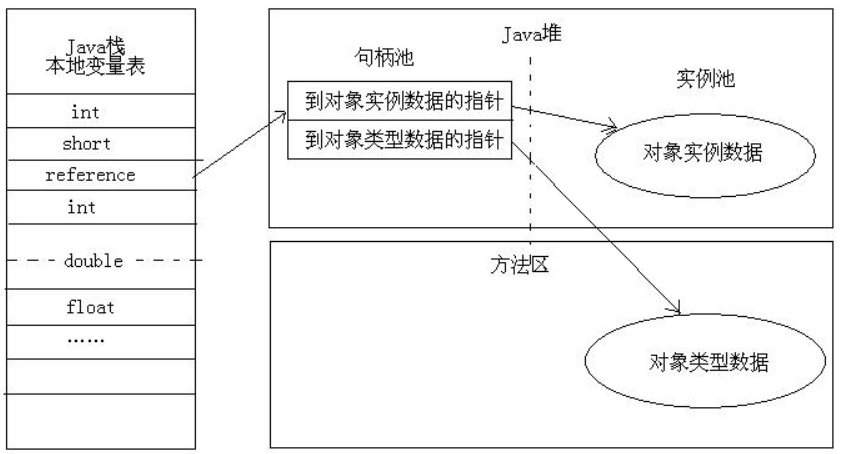 Java栈
本地变量表
int
short
reference
int
double
float
……
Java堆
句柄池
实例池
到对象实例数据的指针
到对象类型数据的指针
对象实例数据
方法区
对象类型数据